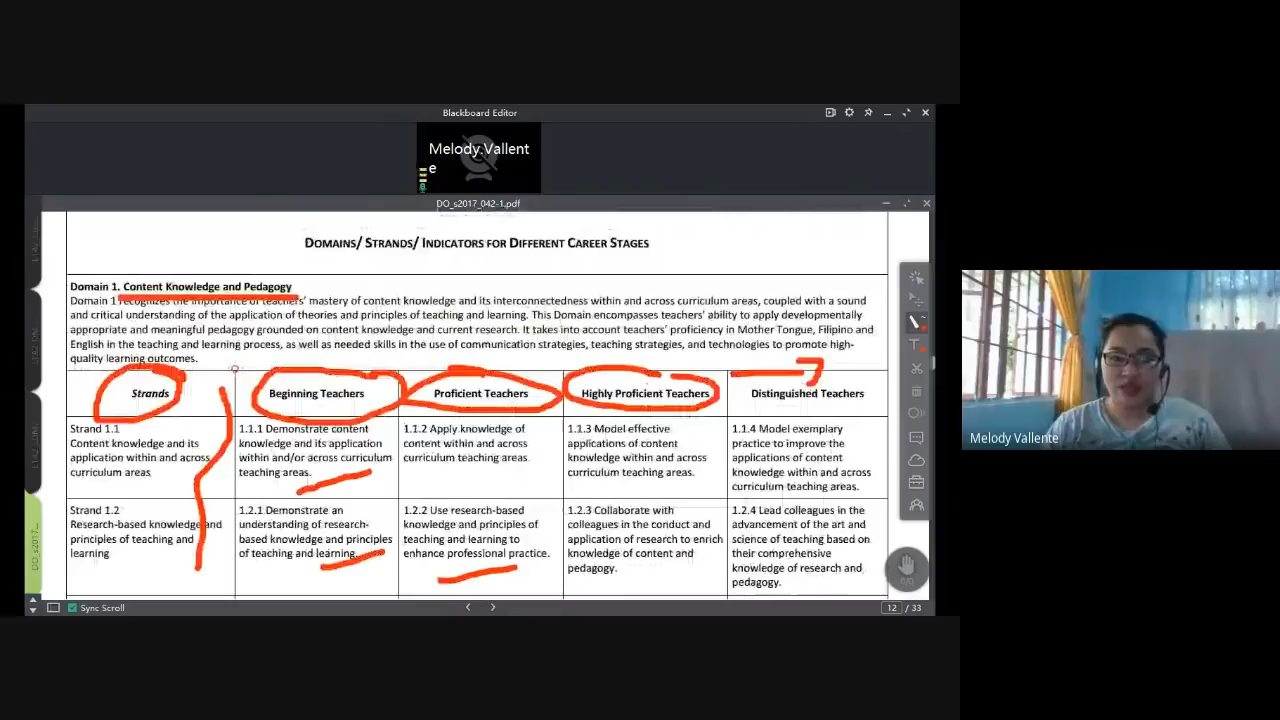 Blackboard Editor
Melody.Vallent
e
DO_s2017_042-1.pdf
DOMAINS/ STRANDS/ INDICATORS FOR DIFFERENT CAREER STAGES
Domain 1. Content Knowledge and Pedagogy
Domain 1 recognizes the importance of teachers' mastery of content knowledge and its interconnectedness within and across curriculum areas, coupled with a sound
and critical understanding of the application of theories and principles of teaching and learning. This Domain encompasses teachers' ability to apply developmentally
appropriate and meaningful pedagogy grounded on content knowledge and current research. It takes into account teachers' proficiency in Mother Tongue, Filipino and
English in the teaching and learning process, as well as needed skills in the use of communication strategies, teaching strategies, and technologies to promote high-
quality learning outcomes.
Strands
Beginning Teachers
Proficient Teachers
Highly Proficient Teachers
Distinguished Teachers
Strand 1.1
Content knowledge and its
application within and across
curriculum areas
1.1.1 Demonstrate content
knowledge and its application
within and/or across curriculum
teaching areas.
1.1.2 Apply knowledge of
content within and across
curriculum teaching areas.
1.1.3 Model effective
applications of content
knowledge within and across
curriculum teaching areas.
1.1.4 Model exemplary
practice to improve the
applications of content
knowledge within and across
curriculum teaching areas.
Strand 1.2
Research-based knowledge and
principles of teaching and
learning
1.2.1 Demonstrate an
understanding of research-
based knowledge and principles
of teaching and learning.
1.2.2 Use research-based
knowledge and principles of
teaching and learning to
enhance professional practice.
1.2.3 Collaborate with
colleagues in the conduct and
application of research to enrich
knowledge of content and
pedagogy.
1.2.4 Lead colleagues in the
advancement of the art and
science of teaching based on
their comprehensive
knowledge of research and
pedagogy.
DO_s2017...
0/0
Sync Scroll
12 / 33
Melody Vallente